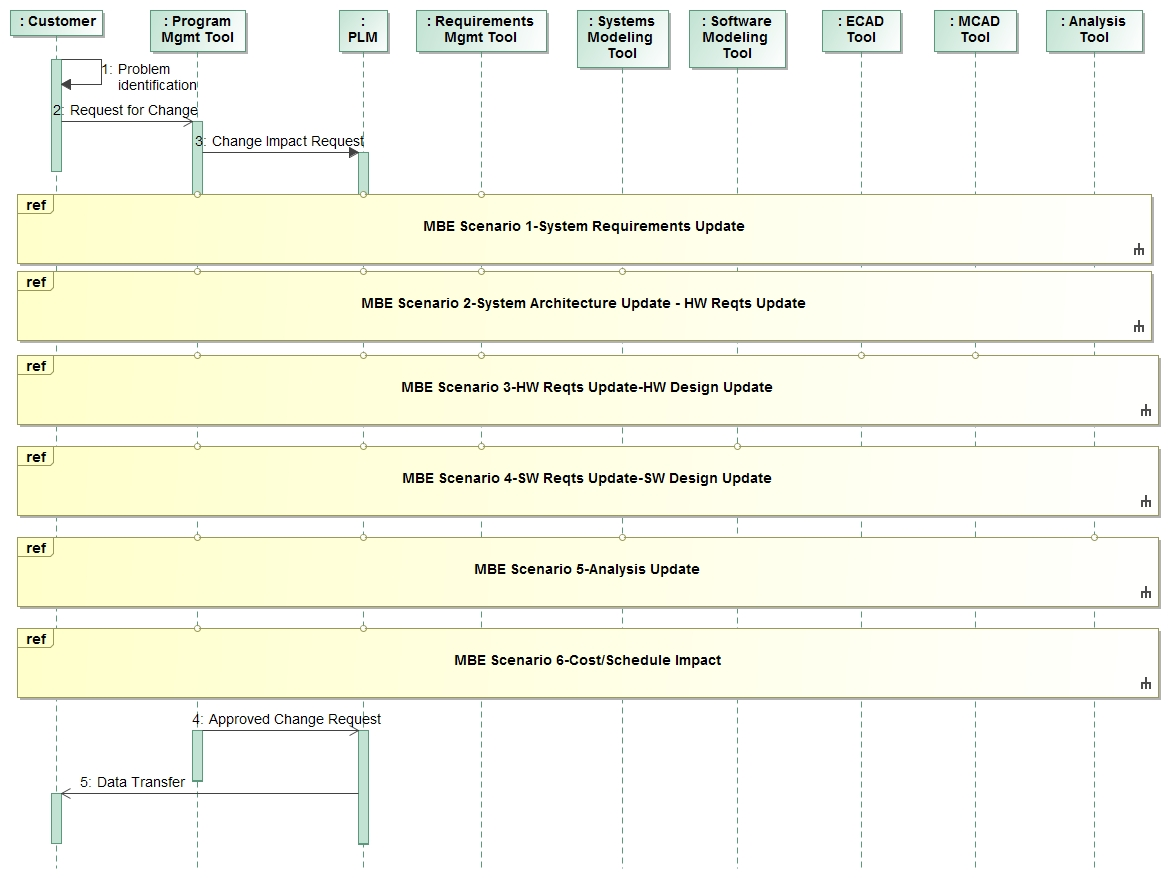 : Customer
: Program
Mgmt Tool
:
PLM
: Requirements
Mgmt Tool
: Systems
Modeling
Tool
: Software
Modeling
Tool
: ECAD
Tool
: MCAD
Tool
: Analysis
Tool
1: Problem
identification
2: Request for Change
3: Change Impact Request
ref
MBE Scenario 1-System Requirements Update
ref
MBE Scenario 2-System Architecture Update - HW Reqts Update
ref
MBE Scenario 3-HW Reqts Update-HW Design Update
ref
MBE Scenario 4-SW Reqts Update-SW Design Update
ref
MBE Scenario 5-Analysis Update
ref
MBE Scenario 6-Cost/Schedule Impact
4: Approved Change Request
5: Data Transfer